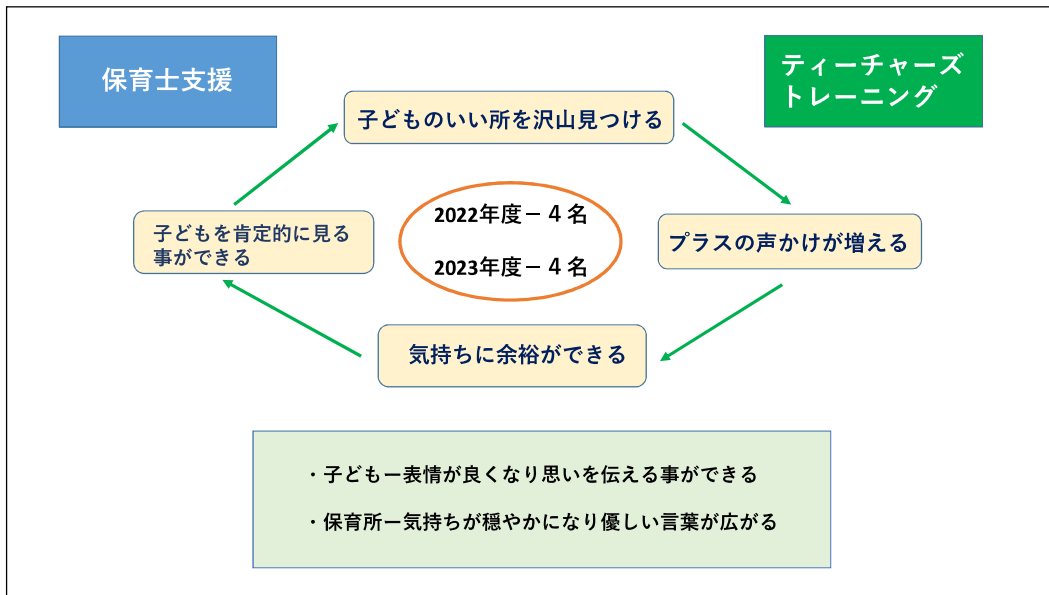 保育士支援
ティーチャーズ
トレーニング
子どものいい所を沢山見つける
2022年度－４名
2023年度－４名
子どもを肯定的に見る
事ができる
プラスの声かけが増える
気持ちに余裕ができる
・子どもー表情が良くなり思いを伝える事ができる
・保育所ー気持ちが穏やかになり優しい言葉が広がる